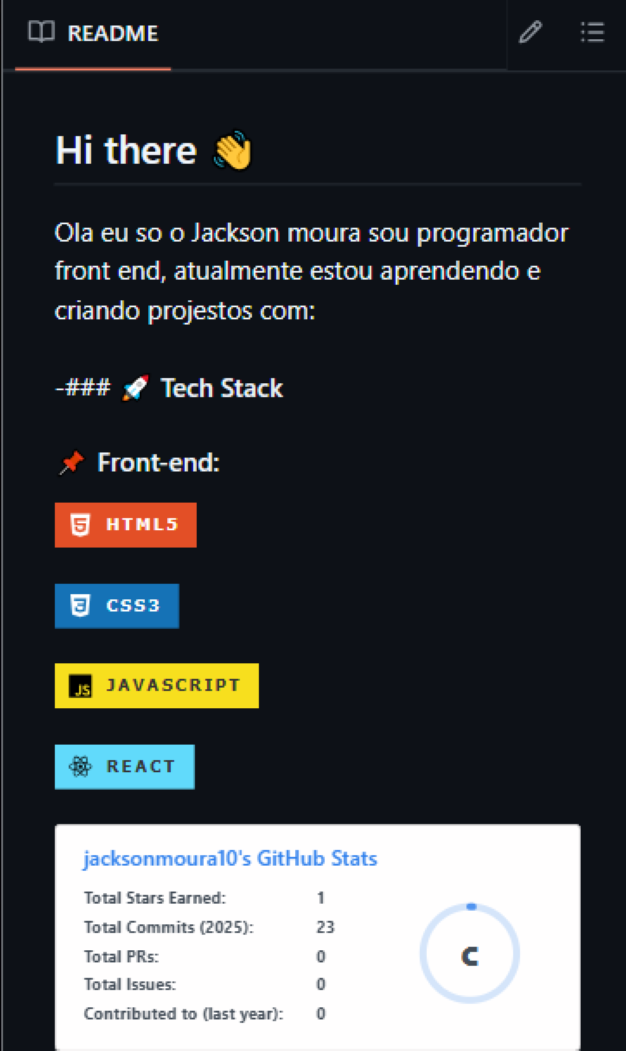 README
Hi there 👋
Ola eu so o Jackson moura sou programador
front end, atualmente estou aprendendo e
criando projestos com:
-### 🚀 Tech Stack
📌 Front-end:
HTML5
CSS3
JS JAVASCRIPT
REACT
jacksonmoura10's GitHub Stats
Total Stars Earned: 1
Total Commits (2025): 23
Total PRs: 0
Total Issues: 0
Contributed to (last year): 0
C